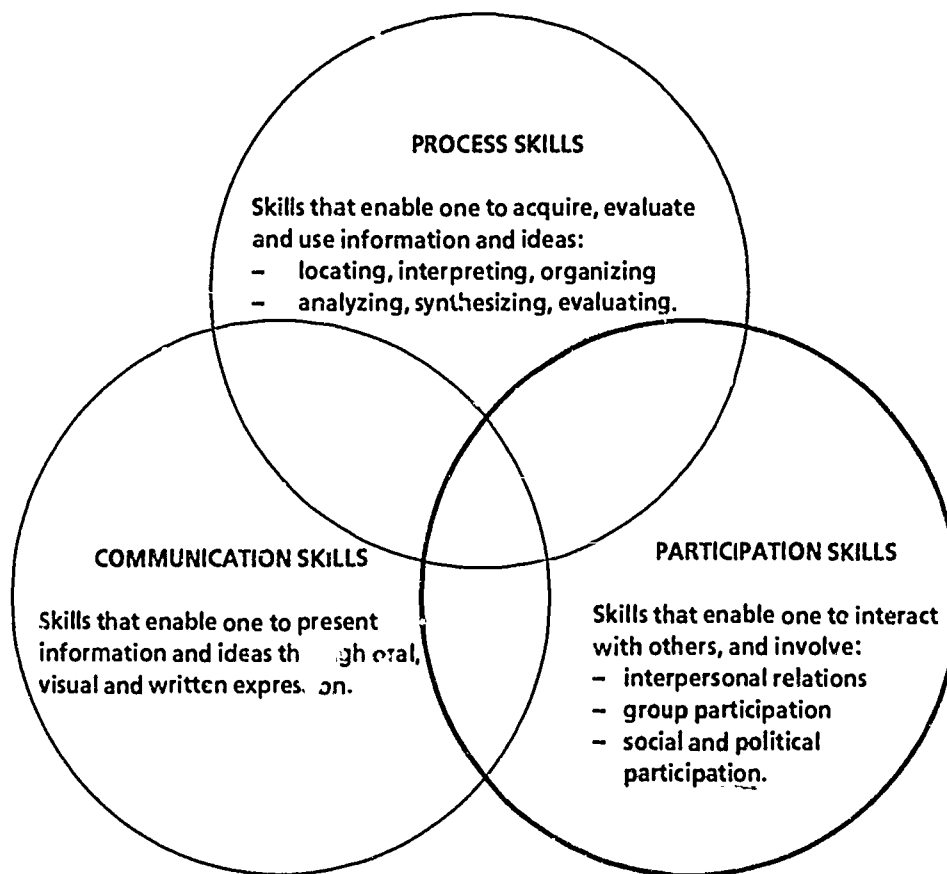 PROCESS SKILLS
Skills that enable one to acquire, evaluate
and use information and ideas:
– locating, interpreting, organizing
– analyzing, synthesizing, evaluating.
COMMUNICATION SKILLS
Skills that enable one to present
information and ideas oral,
visual and written
PARTICIPATION SKILLS
Skills that enable one to interact
with others, and involve:
– interpersonal relations
– group participation
– social and political
participation.